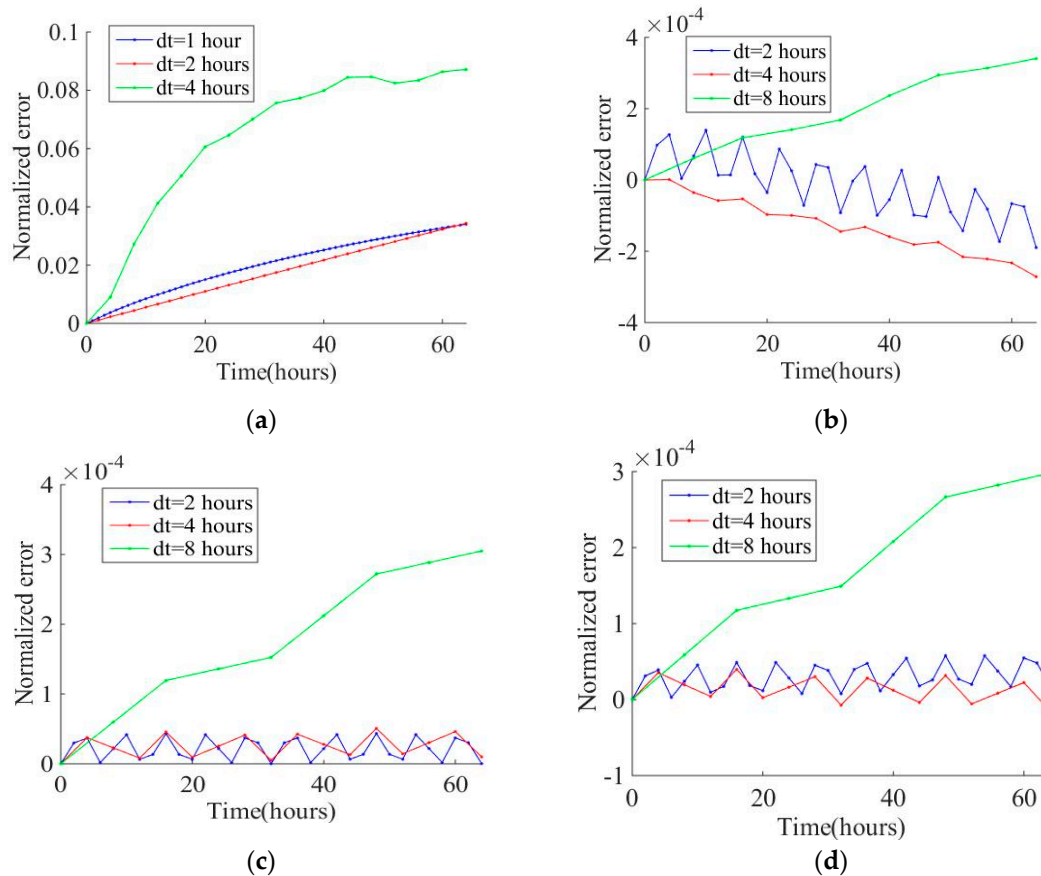 0.1
0.08
0.06
0.04
0.02
0
Normalized error
dt=1 hour
dt=2 hours
dt=4 hours
0 20 40 60
Time(hours)
(a)
×10-4
4
2
0
-2
-4
Normalized error
dt=2 hours
dt=4 hours
dt=8 hours
0 20 40 60
Time(hours)
(b)
×10-4
4
3
2
1
0
Normalized error
dt=2 hours
dt=4 hours
dt=8 hours
0 20 40 60
Time(hours)
(c)
×10-4
3
2
1
0
-1
Normalized error
dt=2 hours
dt=4 hours
dt=8 hours
0 20 40 60
Time(hours)
(d)